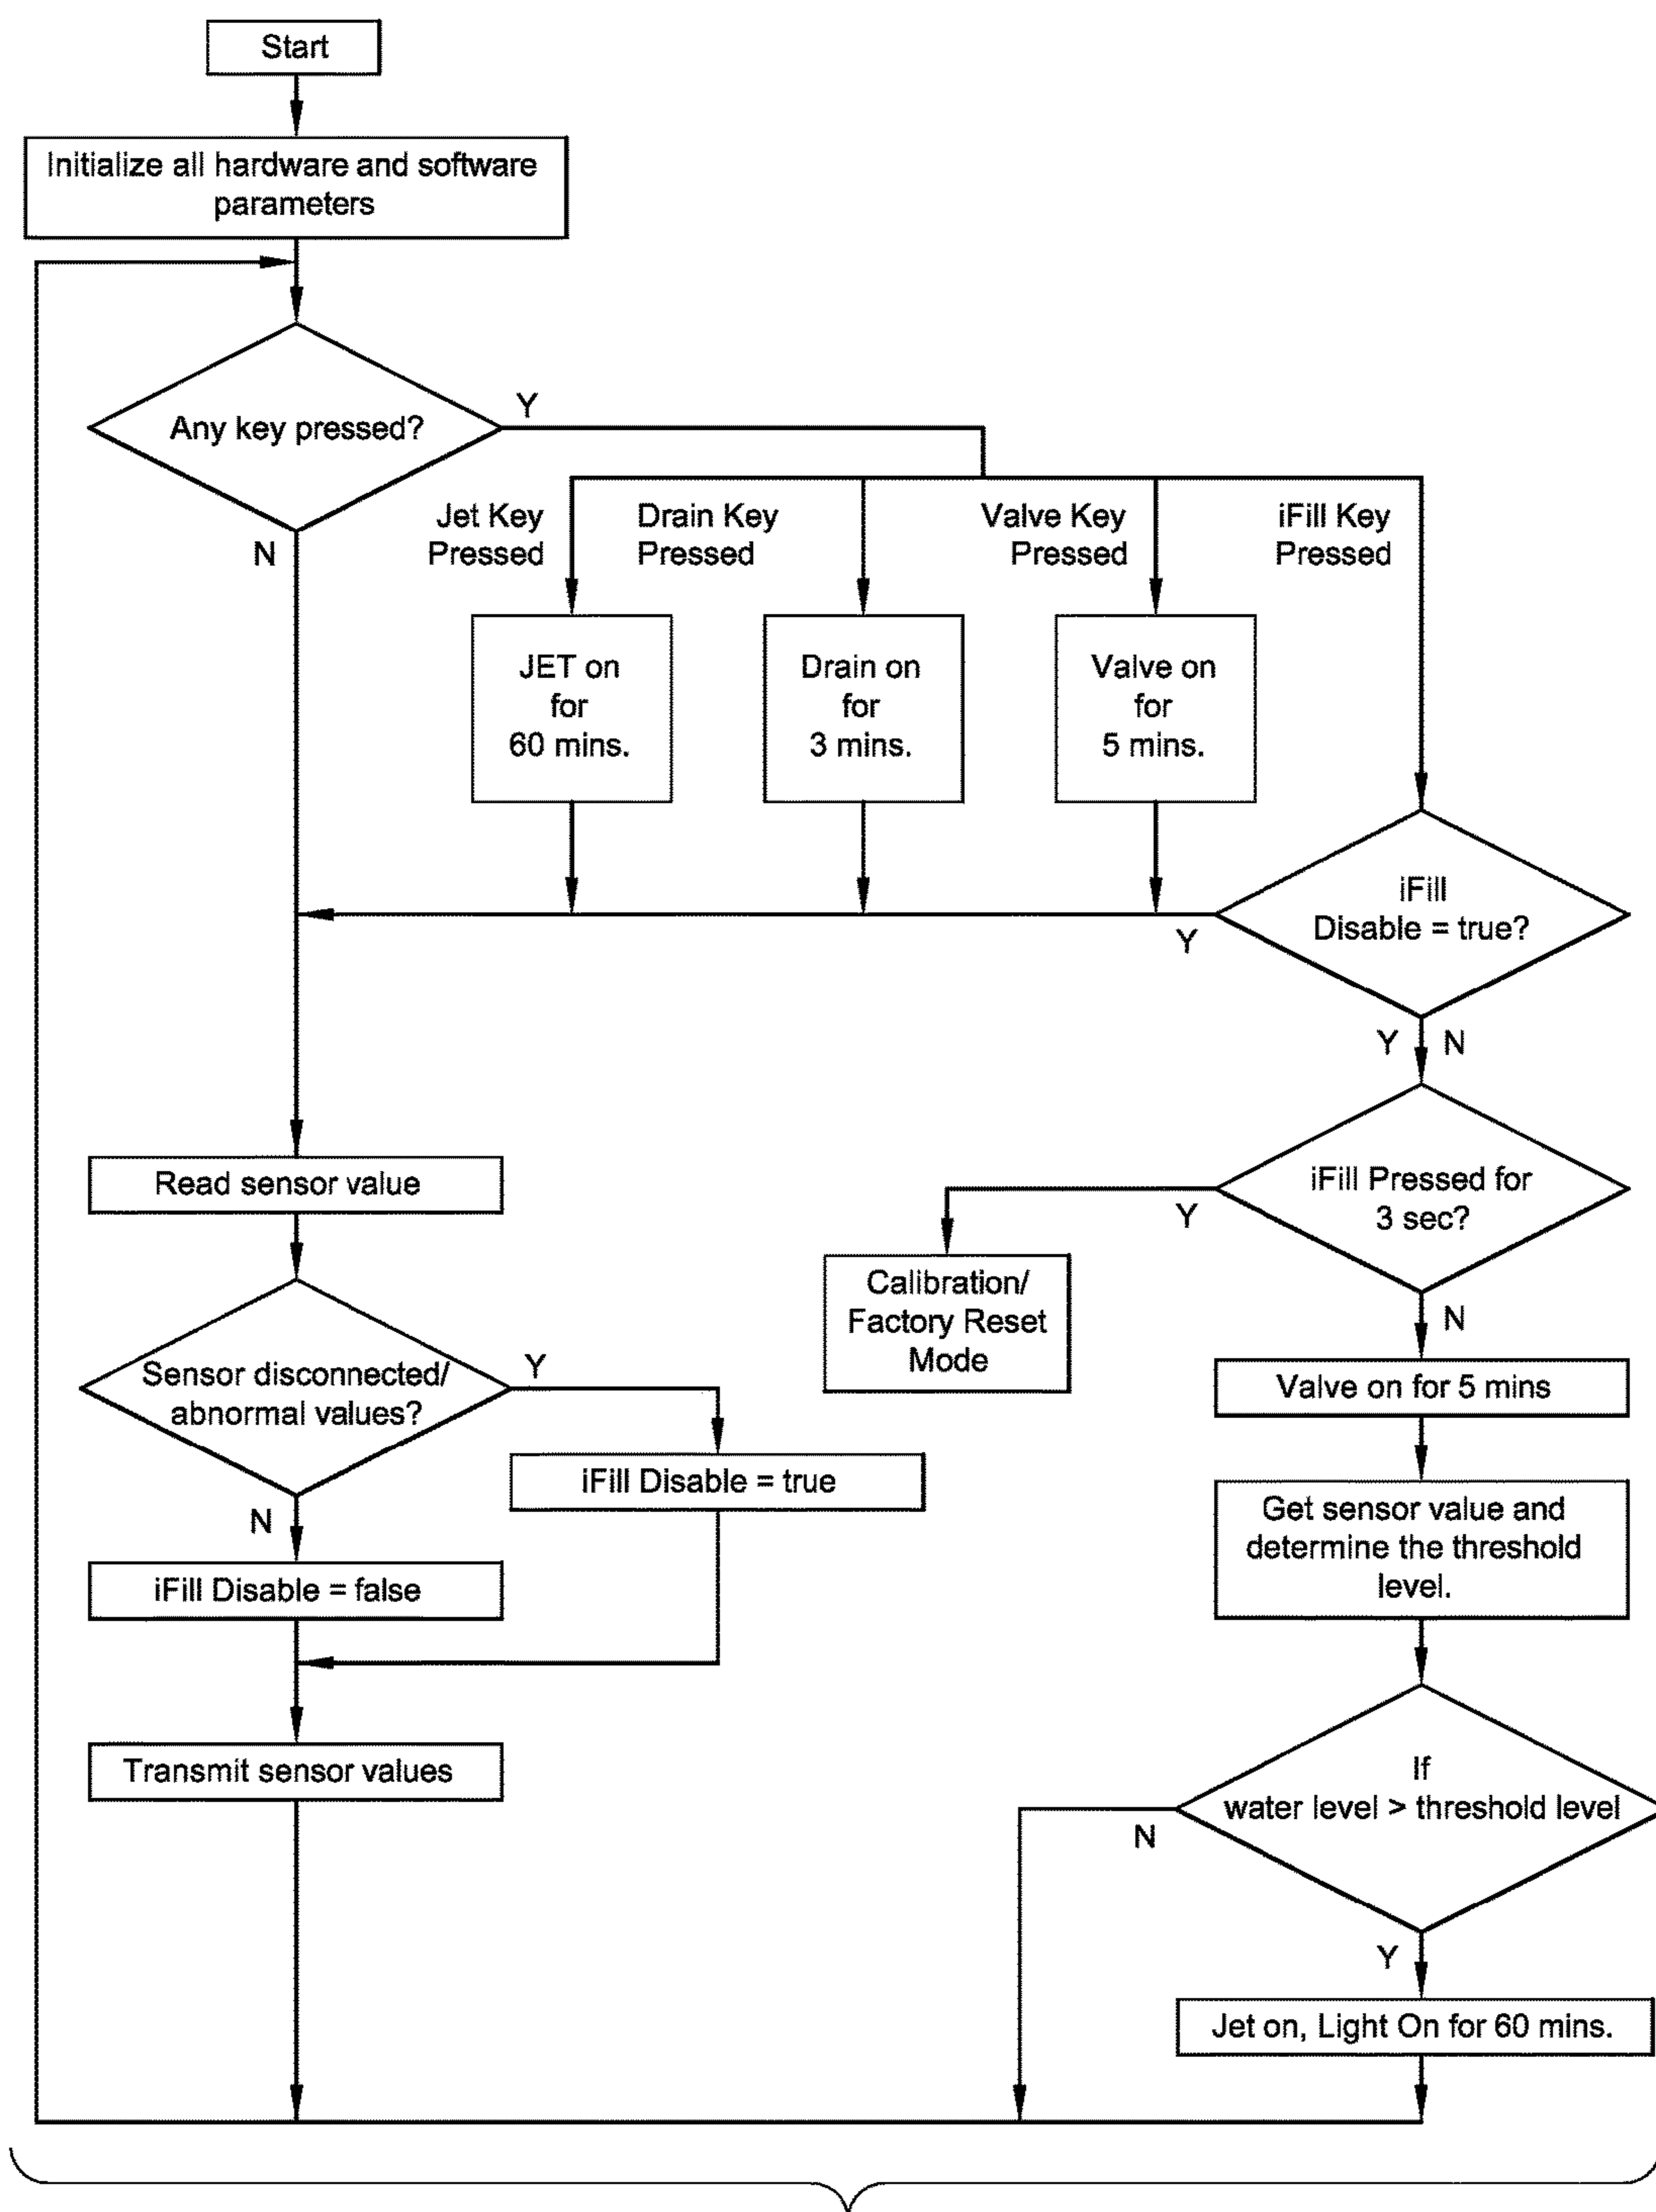 Start
Initialize all hardware and software
parameters
Any key pressed?
Y
N
Jet Key
Pressed
Drain Key
Pressed
Valve Key
Pressed
iFill Key
Pressed
JET on
for
60 mins.
Drain on
for
3 mins.
Valve on
for
5 mins.
iFill
Disable = true?
Y
Y
N
Read sensor value
iFill Pressed for
3 sec?
Y
N
Calibration/
Factory Reset
Mode
Sensor disconnected/
abnormal values?
Y
N
iFill Disable = true
iFill Disable = false
Transmit sensor values
Valve on for 5 mins
Get sensor value and
determine the threshold
level.
If
water level > threshold level
N
Y
Jet on, Light On for 60 mins.